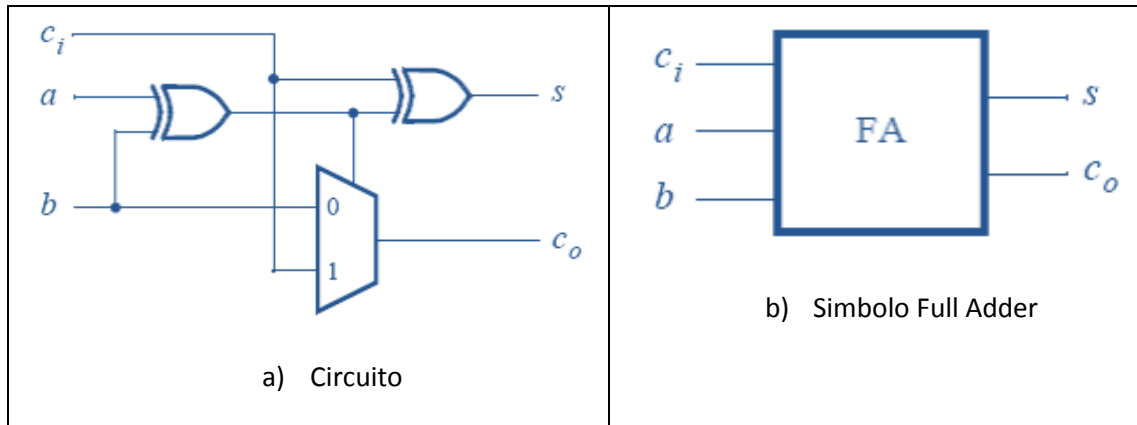 c_i
a
b
0
1
s
c_o
a) Circuito
c_i
a
b
FA
s
c_o
b) Simbolo Full Adder